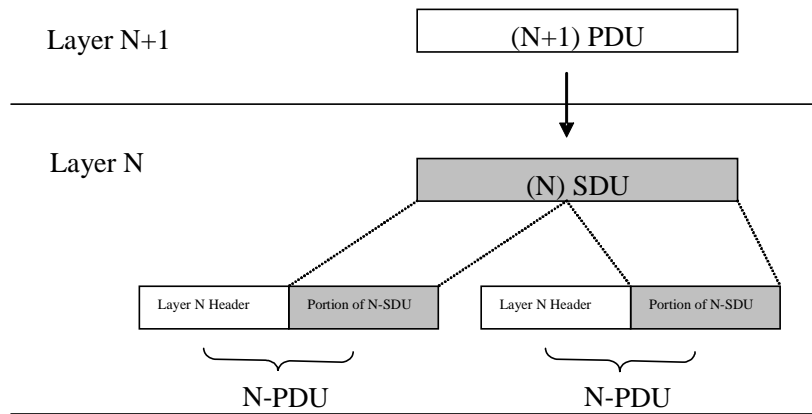 Layer N+1
(N+1) PDU
Layer N
(N) SDU
Layer N Header
Portion of N-SDU
Layer N Header
Portion of N-SDU
N-PDU
N-PDU